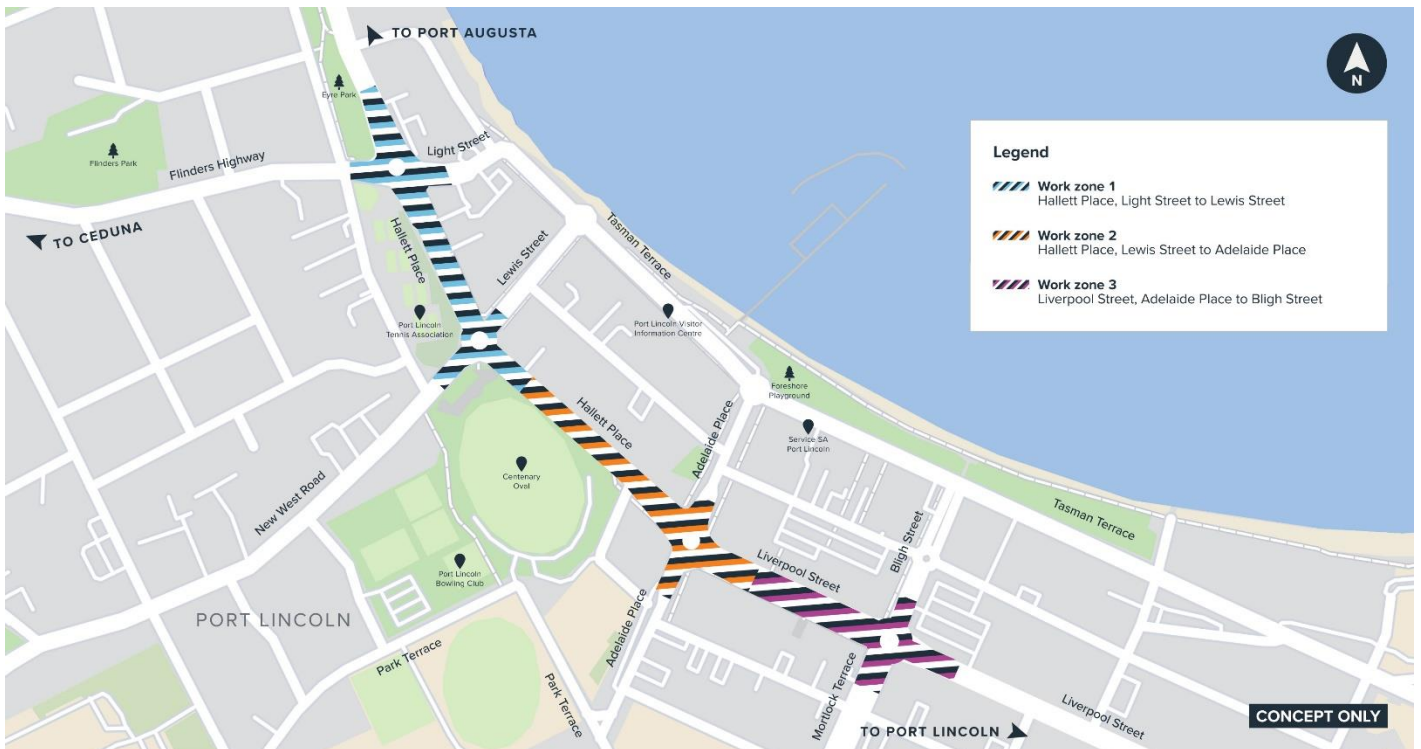 TO PORT AUGUSTA
N
Eyre Park
Flinders Park
Flinders Highway
Light Street
Legend
Work zone 1
Hallett Place, Light Street to Lewis Street
Work zone 2
Hallett Place, Lewis Street to Adelaide Place
Work zone 3
Liverpool Street, Adelaide Place to Bligh Street
TO CEDUNA
Hallett Place
Lewis Street
Tasman Terrace
Port Lincoln
Tennis Association
Port Lincoln Visitor
Information Centre
Foreshore
Playground
Hallett Place
Adelaide Place
Service SA
Port Lincoln
Centenary
Oval
New West Road
Tasman Terrace
Bligh Street
Liverpool Street
Port Lincoln
Bowling Club
PORT LINCOLN
Adelaide Place
Park Terrace
Park Terrace
Mortlock Terrace
Liverpool Street
TO PORT LINCOLN
CONCEPT ONLY